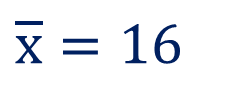 x̅ = 16